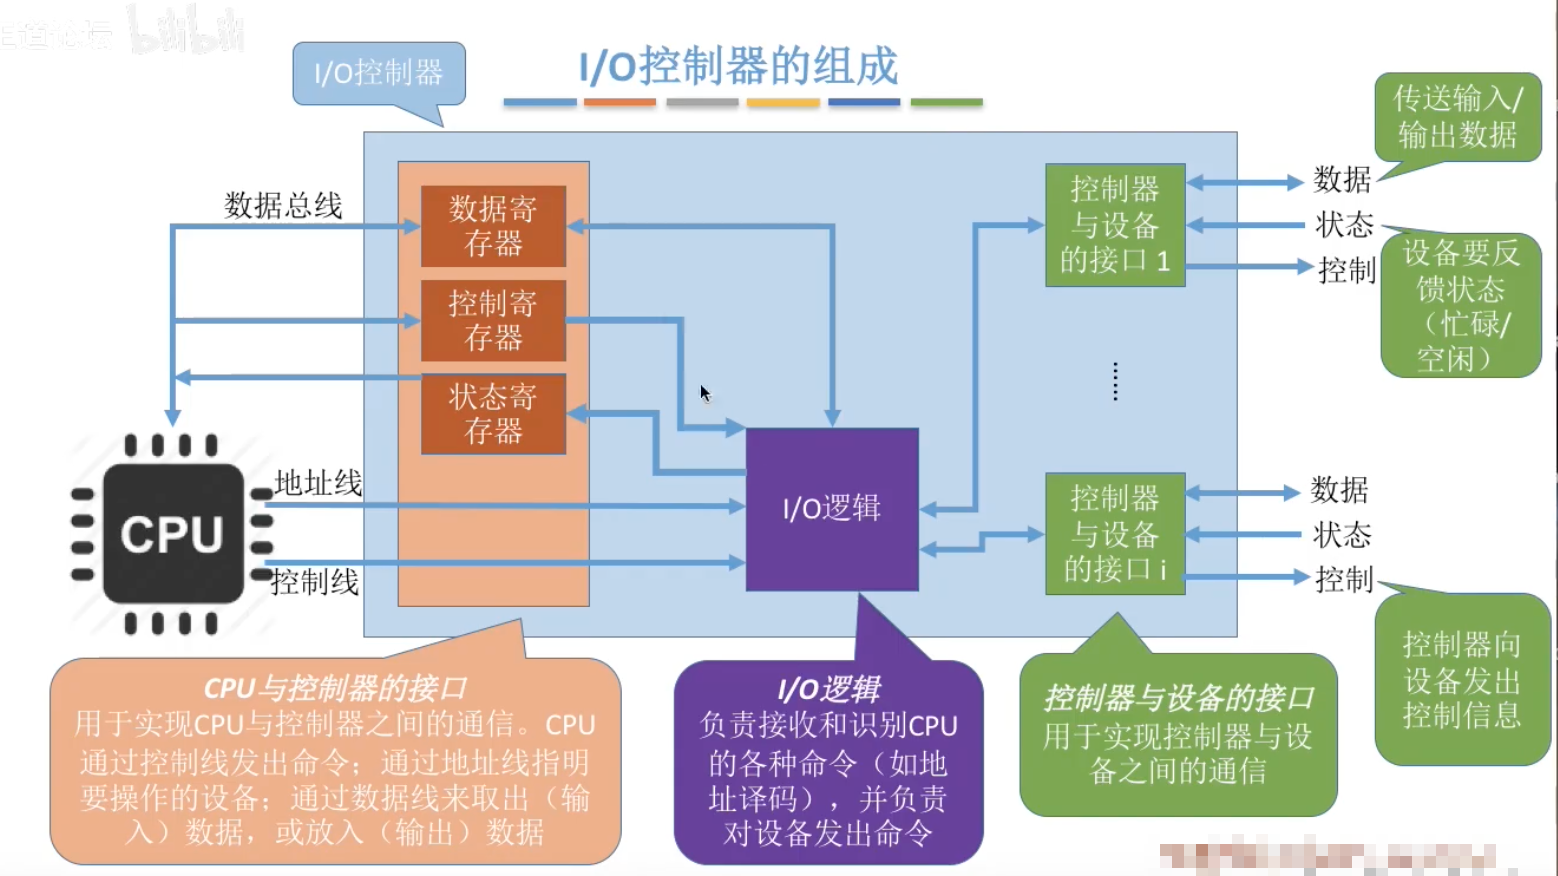 王道论坛 bilibili
I/O控制器的组成
I/O控制器
传送输入/
输出数据
数据总线
数据寄
存器
控制寄
存器
状态寄
存器
控制器
与设备
的接口 1
数据
状态
控制
设备要反
馈状态
（忙碌/
空闲）
CPU
地址线
控制线
I/O逻辑
控制器
与设备
的接口 i
数据
状态
控制
CPU与控制器的接口
用于实现CPU与控制器之间的通信。CPU
通过控制线发出命令；通过地址线指明
要操作的设备；通过数据线来取出（输
入）数据，或放入（输出）数据
I/O逻辑
负责接收和识别CPU
的各种命令（如地
址译码），并负责
对设备发出命令
控制器与设备的接口
用于实现控制器与设
备之间的通信
控制器向
设备发出
控制信息